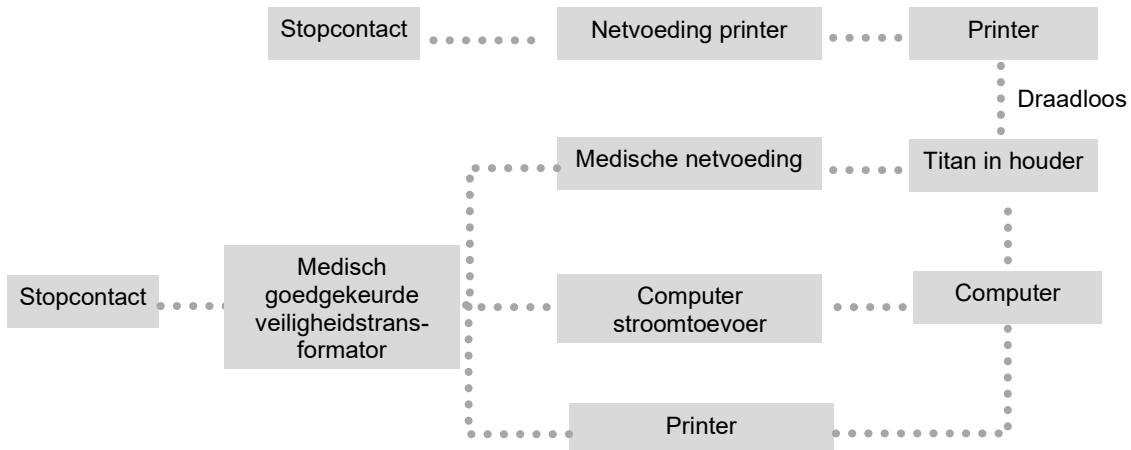 Stopcontact
Netvoeding printer
Printer
Draadloos
Medische netvoeding
Titan in houder
Stopcontact
Medisch
goedgekeurde
veiligheidstrans-
formator
Computer
stroomtoevoer
Computer
Printer